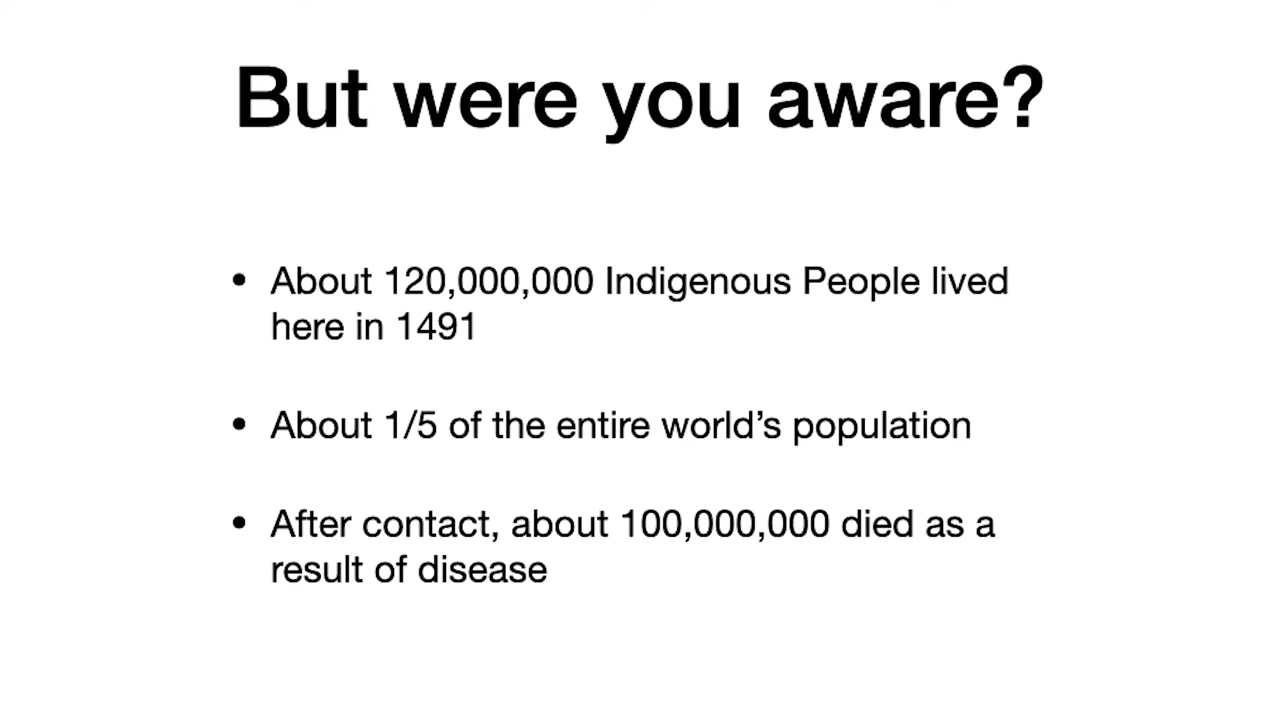 But were you aware?
• About 120,000,000 Indigenous People lived
here in 1491
• About 1/5 of the entire world’s population
• After contact, about 100,000,000 died as a
result of disease